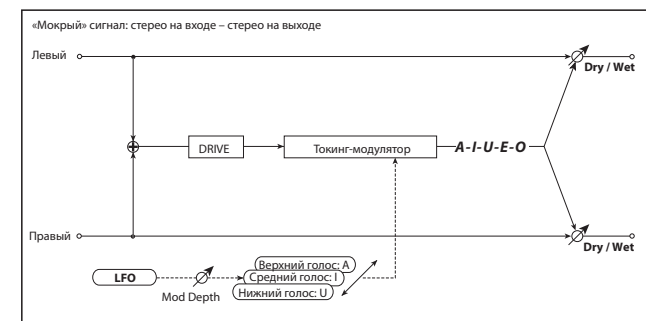 «Мокрый» сигнал: стерео на входе – стерео на выходе
Левый
Dry / Wet
DRIVE
Токинг-модулятор
A-I-U-E-O
Правый
Dry / Wet
LFO
Mod Depth
Верхний голос: A
Средний голос: I
Нижний голос: U